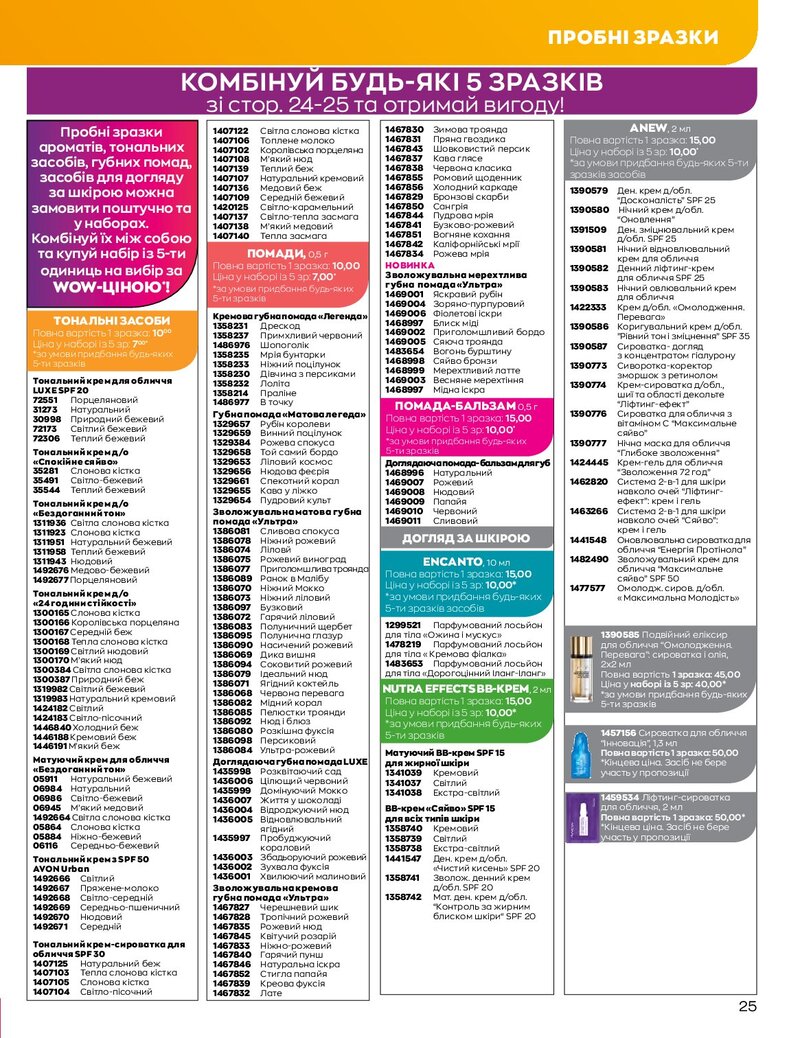 ПРОБНІ ЗРАЗКИ
КОМБІНУЙ БУДЬ-ЯКІ 5 ЗРАЗКІВ
зі стор. 24-25 та отримай вигоду!
Пробні зразки
ароматів, тональних
засобів, губних помад,
засобів для догляду
за шкірою можна
замовити поштучно та
у наборах.
Комбінуй їх між собою
та купуй набір із 5-ти
одиниць на вибір за
WOW-ЦІНОЮ*!
ТОНАЛЬНІ ЗАСОБИ
Повна вартість 1 зразка: 10⁰⁰
Ціна у наборі із 5 зр: 7⁰⁰*
*за умови придбання будь-яких
5-ти зразків
Тональний крем для обличчя
LUXE SPF 20
72551 Порцеляновий
31273 Натуральний
30998 Природний бежевий
72173 Світлий бежевий
72306 Теплий бежевий
Тональний крем д/о
«Спокійне сяйво»
35281 Слонова кістка
35491 Світло-бежевий
35544 Теплий бежевий
Тональний крем д/о
«Бездоганний тон»
1311936 Світла слонова кістка
1311923 Слонова кістка
1311951 Натуральний бежевий
1311958 Теплий бежевий
1311943 Нюдовий
1492676 Медово-бежевий
1492677 Порцеляновий
Тональний крем д/о
«24 години стійкості»
1300165 Слонова кістка
1300166 Королівська порцеляна
1300167 Середній беж
1300168 Тепла слонова кістка
1300169 Світлий нюдовий
1300170 М'який нюд
1300384 Світла слонова кістка
1300387 Природний беж
1319982 Світлий бежевий
1319983 Натуральний кремовий
1424182 Світлий
1424183 Світло-пісочний
1446840 Холодний беж
1446188 Кремовий беж
1446191 М'який беж
Матуючий крем для обличчя
«Бездоганний тон»
05911 Натуральний бежевий
06984 Натуральний
06986 Світло-бежевий
06945 М'який медовий
1492664 Світла слонова кістка
05864 Слонова кістка
05884 Ніжно-бежевий
06116 Середньо-бежевий
Тональний крем з SPF 50
AVON Urban
1492666 Світлий
1492667 Пряжене-молоко
1492668 Світло-середній
1492669 Середньо-пшеничний
1492670 Нюдовий
1492671 Середній
Тональний крем-сироватка для
обличчя SPF 30
1407125 Натуральний беж
1407103 Тепла слонова кістка
1407105 Слонова кістка
1407104 Світло-пісочний
1407122 Світла слонова кістка
1407106 Топлене молоко
1407102 Королівська порцеляна
1407108 М'який нюд
1407139 Теплий беж
1407107 Натуральний кремовий
1407136 Медовий беж
1407109 Середній бежевий
1420125 Світло-карамельний
1407137 Світло-тепла засмага
1407138 М'який медовий
1407140 Тепла засмага
ПОМАДИ, 0,5 г
Повна вартість 1 зразка: 10,00
Ціна у наборі із 5 зр: 7,00*
*за умови придбання будь-яких
5-ти зразків
Кремова губна помада «Легенда»
1358231 Дрескод
1358237 Примхливий червоний
1486976 Шопоголік
1358235 Мрія бунтарки
1358233 Ніжний поцілунок
1358230 Дівчина з персиками
1358232 Лоліта
1358214 Праліне
1486977 В точку
Губна помада «Матова легеда»
1329657 Рубін королеви
1329659 Винний поцілунок
1329384 Рожева спокуса
1329658 Той самий бордо
1329653 Ліловий космос
1329656 Нюдова феєрія
1329661 Спекотний корал
1329655 Кава у ліжко
1329654 Пудровий культ
Зволожувальна матова губна
помада «Ультра»
1386081 Сливова спокуса
1386078 Ніжний рожевий
1386074 Ліловй
1386075 Рожевий виноград
1386077 Приголомшлива троянда
1386089 Ранок в Малібу
1386070 Ніжний Мокко
1386073 Ніжний ліловий
1386097 Бузковий
1386072 Гарячий ліловий
1386083 Полуничний щербет
1386095 Полунична глазур
1386090 Насичений рожевий
1386069 Дика вишня
1386094 Соковитий рожевий
1386079 Ідеальний нюд
1386071 Ягідний коктейль
1386068 Червона перевага
1386082 Мідний корал
1386085 Пелюстки троянди
1386092 Нюд і блюз
1386080 Розкішна фуксія
1386098 Персиковий
1386084 Ультра-рожевий
Доглядаюча губна помада LUXE
1435998 Розквітаючий сад
1436006 Цілющий червоний
1435999 Домінуючий Мокко
1436007 Життя у шоколаді
1436004 Відроджуючий нюд
1436005 Відновлювальний
ягідний
1435997 Пробуджуючий
кораловий
1436003 Збадьоруючий рожевий
1436002 Зухвала фуксія
1436001 Хвилюючий малиновий
Зволожувальна кремова
губна помада «Ультра»
1467827 Черешневий шик
1467828 Тропічний рожевий
1467835 Рожевий нюд
1467845 Квітучий розарій
1467833 Ніжно-рожевий
1467840 Гарячий пунш
1467846 Натуральна іскра
1467852 Стигла папайя
1467839 Креова фуксія
1467832 Лате
1467830 Зимова троянда
1467831 Пряна гвоздика
1467843 Шовковистий персик
1467837 Кава глясе
1467838 Червона класика
1467855 Ромовий щоденник
1467856 Холодний каркаде
1467829 Бронзові скарби
1467850 Сангрія
1467844 Пудрова мрія
1467841 Бузково-рожевий
1467851 Вогняне кохання
1467842 Каліфорнійські мрії
1467834 Рожева мрія
НОВИНКА
Зволожувальна мерехтлива
губна помада «Ультра»
1469001 Яскравий рубін
1469004 Зоряно-пурпуровий
1469006 Фіолетові іскри
1468997 Блиск міді
1469002 Приголомшливий бордо
1469005 Сяюча троянда
1483654 Вогонь бурштину
1468998 Сяйво бронзи
1468999 Мерехтливий латте
1469003 Весняне мерехтіння
1468997 Мідна іскра
ПОМАДА-БАЛЬЗАМ 0,5 г
Повна вартість 1 зразка: 15,00
Ціна у наборі із 5 зр: 10,00*
*за умови придбання будь-яких
5-ти зразків
Доглядаюча помада-бальзам для губ
1468996 Натуральний
1469007 Рожевий
1469008 Нюдовий
1469009 Папайя
1469010 Червоний
1469011 Сливовий
ДОГЛЯД ЗА ШКІРОЮ
ENCANTO, 10 мл
Повна вартість 1 зразка: 15,00
Ціна у наборі із 5 зр: 10,00*
*за умови придбання будь-яких
5-ти зразків засобів
1299521 Парфумований лосьйон
для тіла «Ожина і мускус»
1478219 Парфумований лосьйон
для тіла « Кремова фіалка»
1483653 Парфумований лосьйон
для тіла «Дорогоцінний Іланг-Іланг»
NUTRA EFFECTS ВВ-КРЕМ, 2 мл
Повна вартість 1 зразка: 15,00
Ціна у наборі із 5 зр: 10,00*
*за умови придбання будь-яких
5-ти зразків
Матуючий ВВ-крем SPF 15
для жирної шкіри
1341039 Кремовий
1341037 Світлий
1341038 Екстра-світлий
ВВ-крем «Сяйво» SPF 15
для всіх типів шкіри
1358740 Кремовий
1358739 Світлий
1358738 Екстра-світлий
1441547 Ден. крем д/обл.
«Чистий кисень» SPF 20
1358741 Зволож. денний крем
д/обл. SPF 20
1358742 Мат. ден. крем д/обл.
"Контроль за жирним
блиском шкіри" SPF 20
ANEW, 2 мл
Повна вартість 1 зразка: 15,00
Ціна у наборі із 5 зр: 10,00*
*за умови придбання будь-яких 5-ти
зразків засобів
1390579 Ден. крем д/обл.
"Досконалість" SPF 25
1390580 Нічний крем д/обл.
"Оновлення"
1391509 Ден. зміцнювальний крем
д/обл. SPF 25
1390581 Нічний відновлювальний
крем для обличчя
1390582 Денний ліфтинг-крем
для обличчя SPF 25
1390583 Нічний овлювальний крем
для обличчя
1422333 Крем д/обл. «Омолодження.
Перевага»
1390586 Коригувальний крем д/обл.
"Рівний тон і зміцнення" SPF 35
1390587 Сироватка- догляд
з концентратом гіалурону
1390773 Сиворотка-коректор
зморшок з ретинолом
1390774 Крем-сироватка д/обл.,
шиї та області декольте
"Ліфтинг-ефект"
1390776 Сироватка для обличчя з
вітаміном С "Максимальне
сяйво"
1390777 Нічна маска для обличчя
"Глибоке зволоження"
1424445 Крем-гель для обличчя
"Зволоження 72 год"
1462820 Система 2-в-1 для шкіри
навколо очей "Ліфтинг-
ефект": крем і гель
1463266 Система 2-в-1 для шкіри
навколо очей "Сяйво":
крем і гель
1441548 Оновлювальна сироватка для
обличчя "Енергія Протінола"
1482490 Зволожувальний крем для
обличчя "Максимальне
сяйво" SPF 50
1477577 Омолодж. сиров. д/обл.
« Максимальна Молодість»
1390585 Подвійний еліксир
для обличчя "Омолодження.
Перевага": сироватка і олія,
2х2 мл
Повна вартість 1 зразка: 45,00
Ціна у наборі із 5 зр: 40,00*
*за умови придбання будь-яких
5-ти зразків
1457156 Сироватка для обличчя
"Інновація", 1,3 мл
Повна вартість 1 зразка: 50,00
*Кінцева ціна. Засіб не бере
участь у пропозиції
1459534 Ліфтинг-сироватка
для обличчя, 2 мл
Повна вартість 1 зразка: 50,00*
*Кінцева ціна. Засіб не бере
участь у пропозиції
25